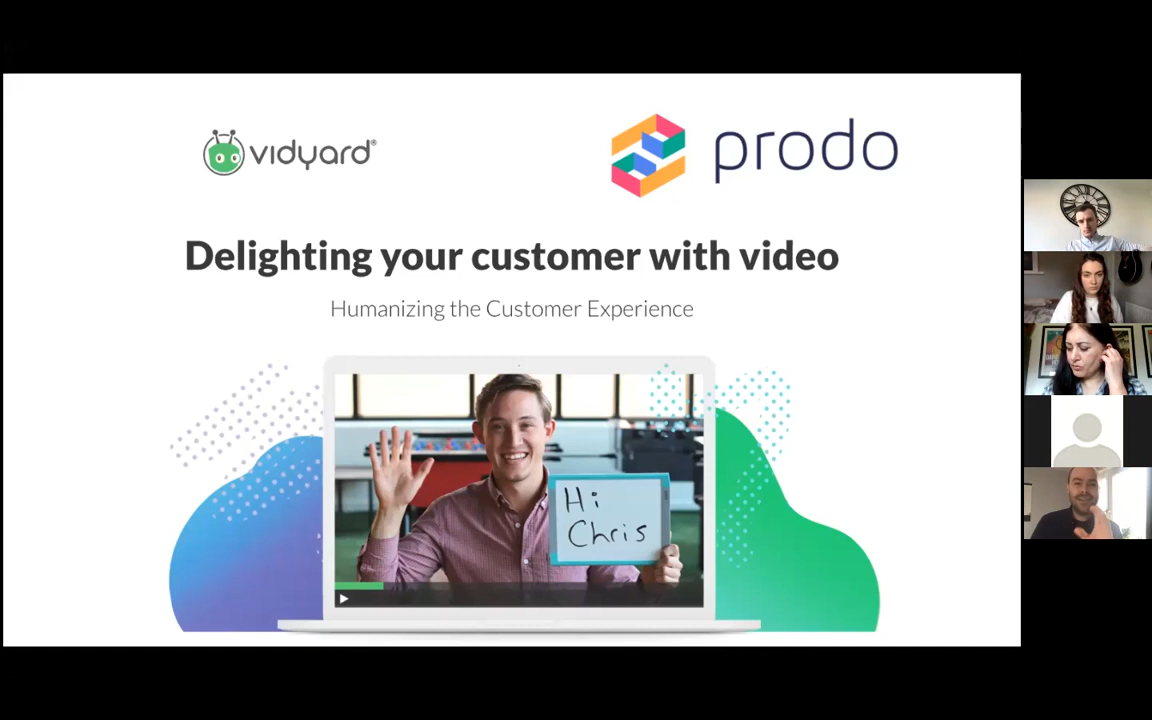 vidyard®
prodo
Delighting your customer with video
Humanizing the Customer Experience
Hi
Chris